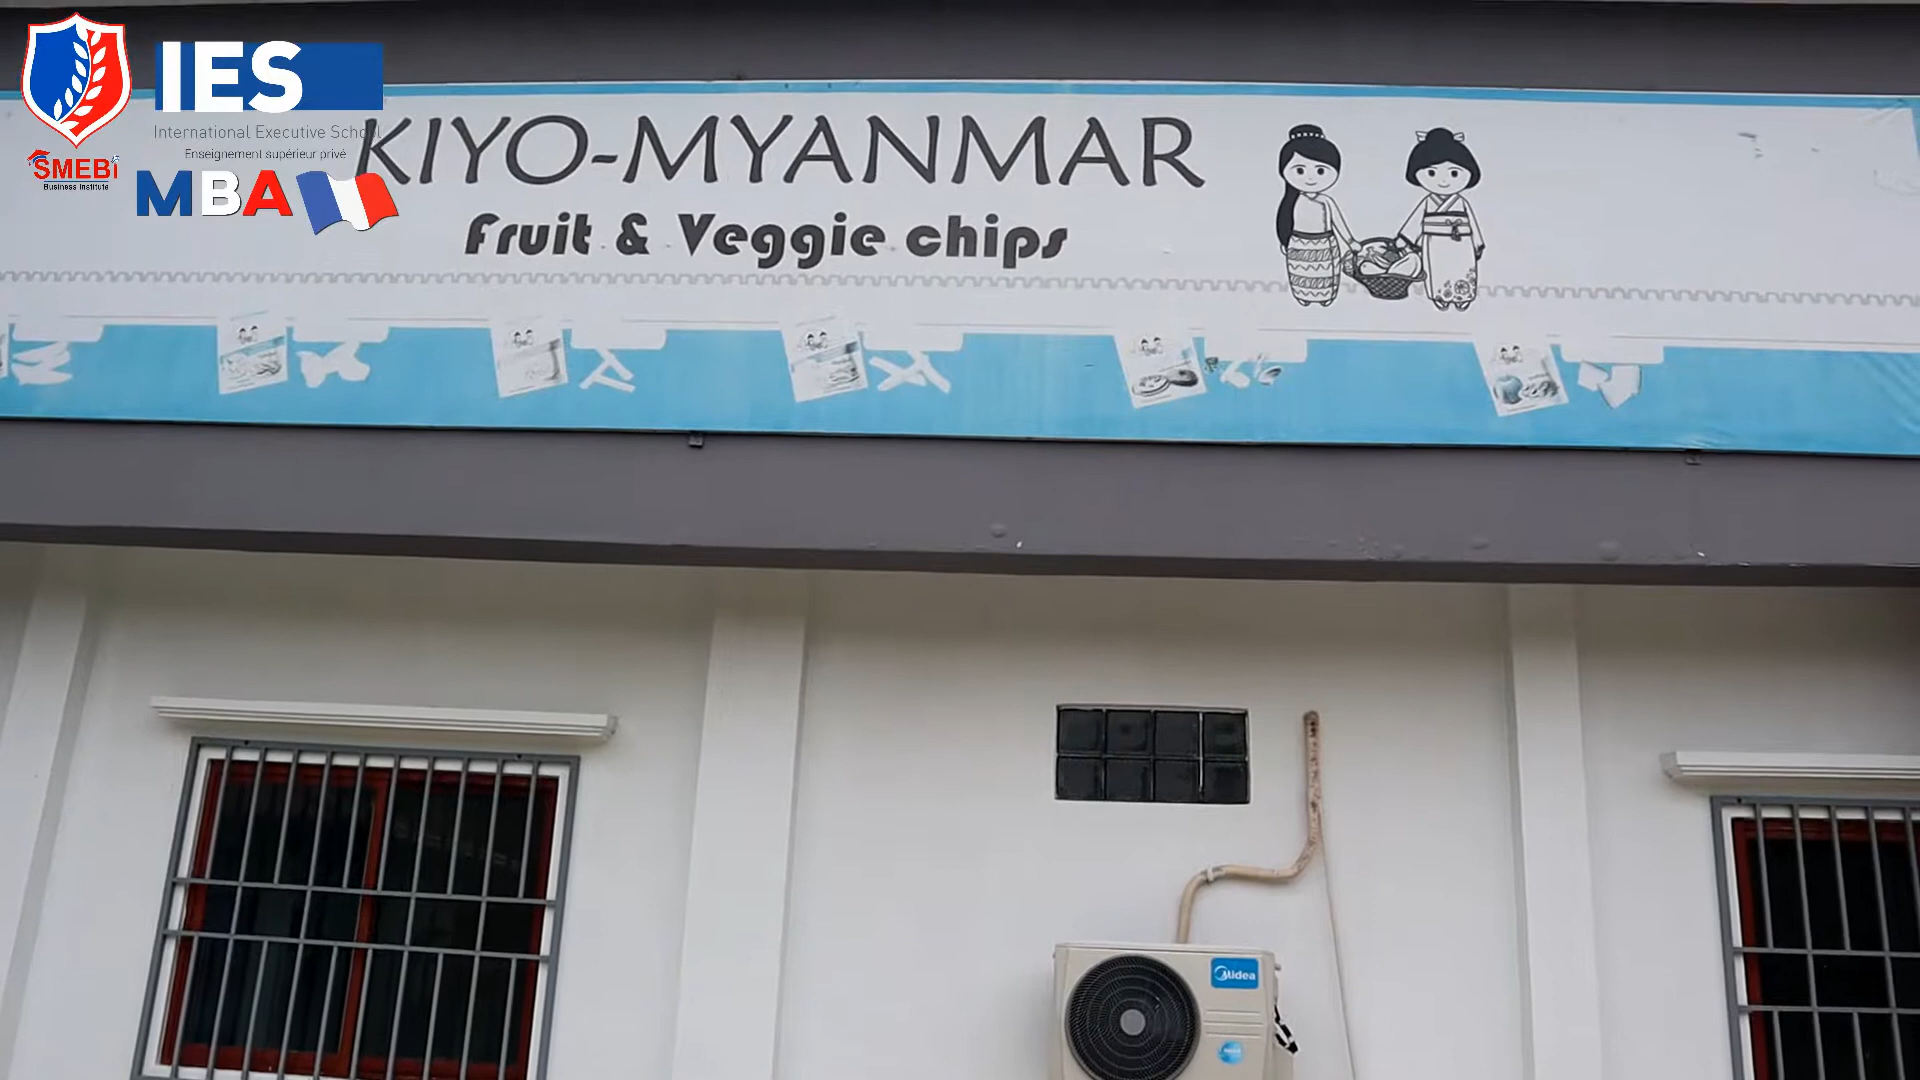 IES
International Executive School
Enseignement supérieur privé
SMEBi
Business Institute
MBA
KIYO-MYANMAR
Fruit & Veggie chips
Midea